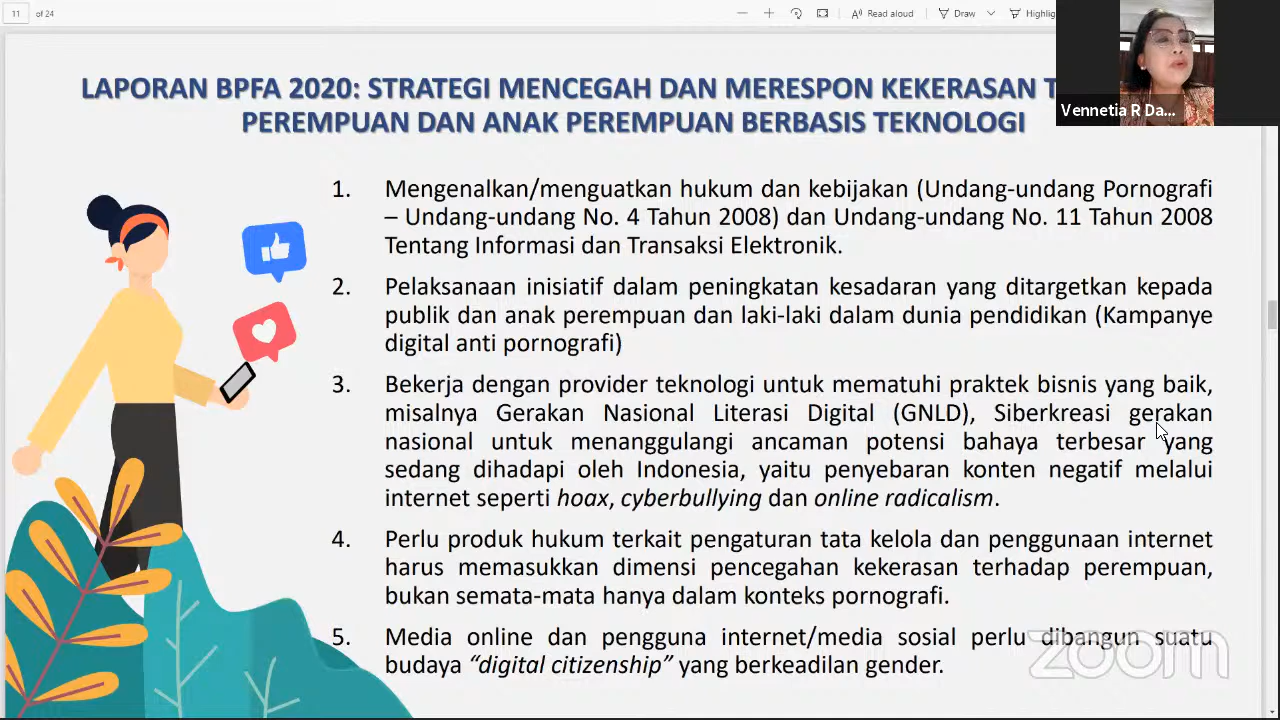 11 of 24
Read aloud
Draw
Vennetia R Da...
LAPORAN BPFA 2020: STRATEGI MENCEGAH DAN MERESPON KEKERASAN
PEREMPUAN DAN ANAK PEREMPUAN BERBASIS TEKNOLOGI
1. Mengenalkan/menguatkan hukum dan kebijakan (Undang-undang Pornografi
– Undang-undang No. 4 Tahun 2008) dan Undang-undang No. 11 Tahun 2008
Tentang Informasi dan Transaksi Elektronik.
2. Pelaksanaan inisiatif dalam peningkatan kesadaran yang ditargetkan kepada
publik dan anak perempuan dan laki-laki dalam dunia pendidikan (Kampanye
digital anti pornografi)
3. Bekerja dengan provider teknologi untuk mematuhi praktek bisnis yang baik,
misalnya Gerakan Nasional Literasi Digital (GNLD), Siberkreasi gerakan
nasional untuk menanggulangi ancaman potensi bahaya terbesar yang
sedang dihadapi oleh Indonesia, yaitu penyebaran konten negatif melalui
internet seperti hoax, cyberbullying dan online radicalism.
4. Perlu produk hukum terkait pengaturan tata kelola dan penggunaan internet
harus memasukkan dimensi pencegahan kekerasan terhadap perempuan,
bukan semata-mata hanya dalam konteks pornografi.
5. Media online dan pengguna internet/media sosial perlu dibangun suatu
budaya “digital citizenship” yang berkeadilan gender.
zoom